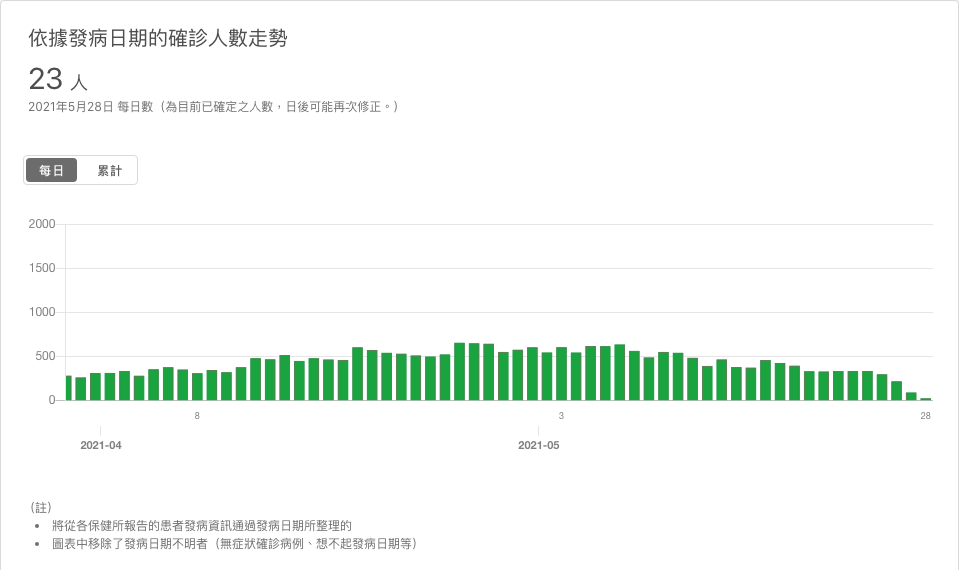 依據發病日期的確診人數走勢
23 人
2021年5月28日 每日數（為目前已確定之人數，日後可能再次修正。）
每日 累計
2000
1500
1000
500
0
8 3 28
2021-04 2021-05
（註）
• 將從各保健所報告的患者發病資訊通過發病日期所整理的
• 圖表中移除了發病日期不明者（無症狀確診病例、想不起發病日期等）